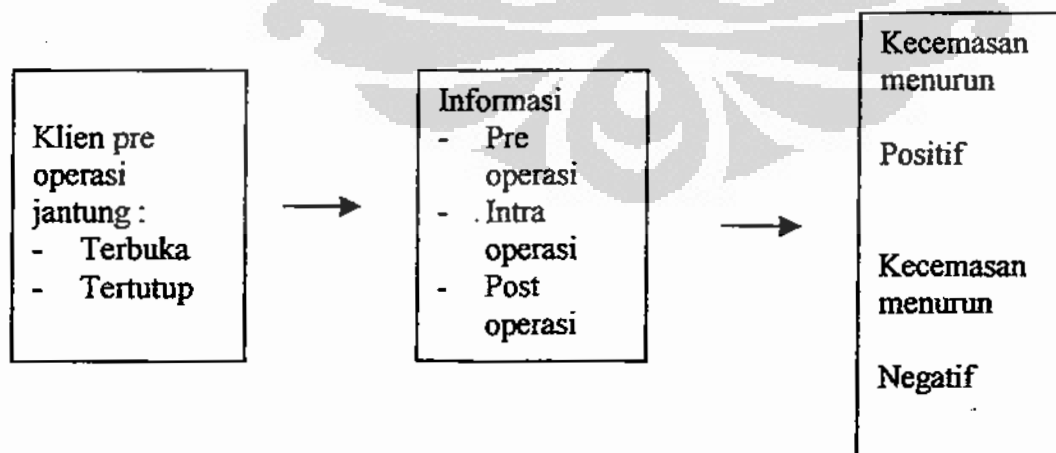 Klien pre
operasi
jantung :
- Terbuka
- Tertutup
Informasi
- Pre
operasi
- Intra
operasi
- Post
operasi
Kecemasan
menurun
Positif
Kecemasan
menurun
Negatif